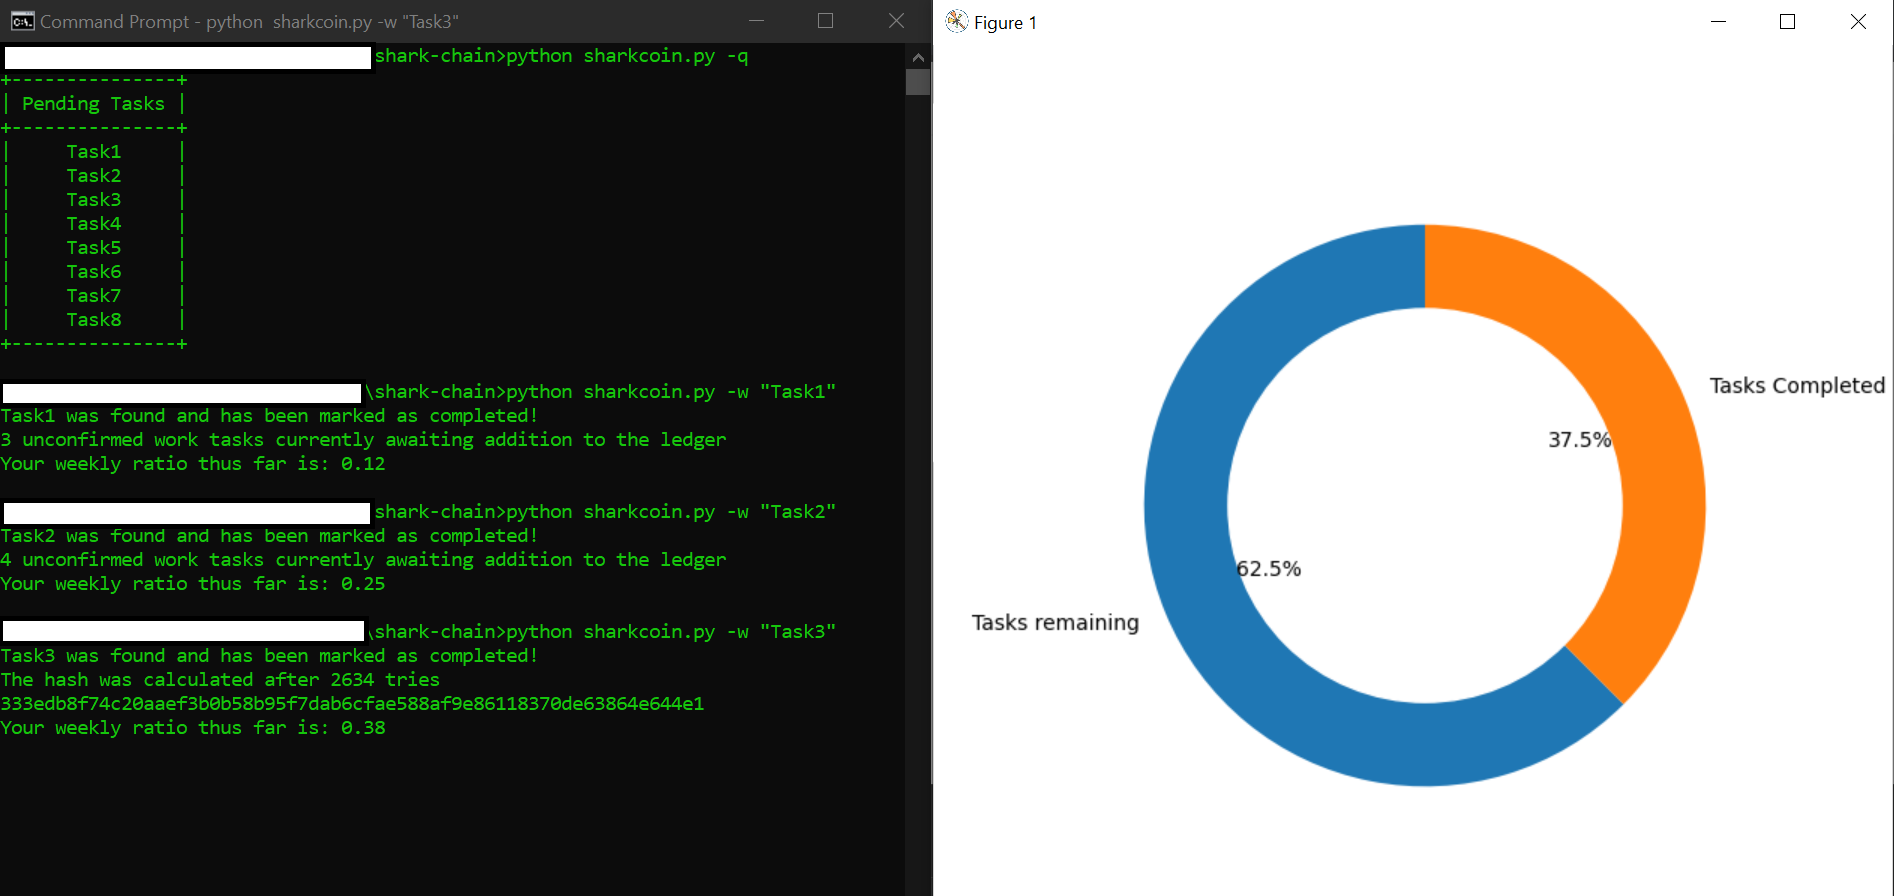 Command Prompt - python  sharkcoin.py -w "Task3"
shark-chain>python sharkcoin.py -q
+---------------+
| Pending Tasks |
+---------------+
|     Task1     |
|     Task2     |
|     Task3     |
|     Task4     |
|     Task5     |
|     Task6     |
|     Task7     |
|     Task8     |
+---------------+
\shark-chain>python sharkcoin.py -w "Task1"
Task1 was found and has been marked as completed!
3 unconfirmed work tasks currently awaiting addition to the ledger
Your weekly ratio thus far is: 0.12
shark-chain>python sharkcoin.py -w "Task2"
Task2 was found and has been marked as completed!
4 unconfirmed work tasks currently awaiting addition to the ledger
Your weekly ratio thus far is: 0.25
\shark-chain>python sharkcoin.py -w "Task3"
Task3 was found and has been marked as completed!
The hash was calculated after 2634 tries
333edb8f74c20aaef3b0b58b95f7dab6cfae588af9e86118370de63864e644e1
Your weekly ratio thus far is: 0.38
Figure 1
Tasks Completed
37.5%
62.5%
Tasks remaining